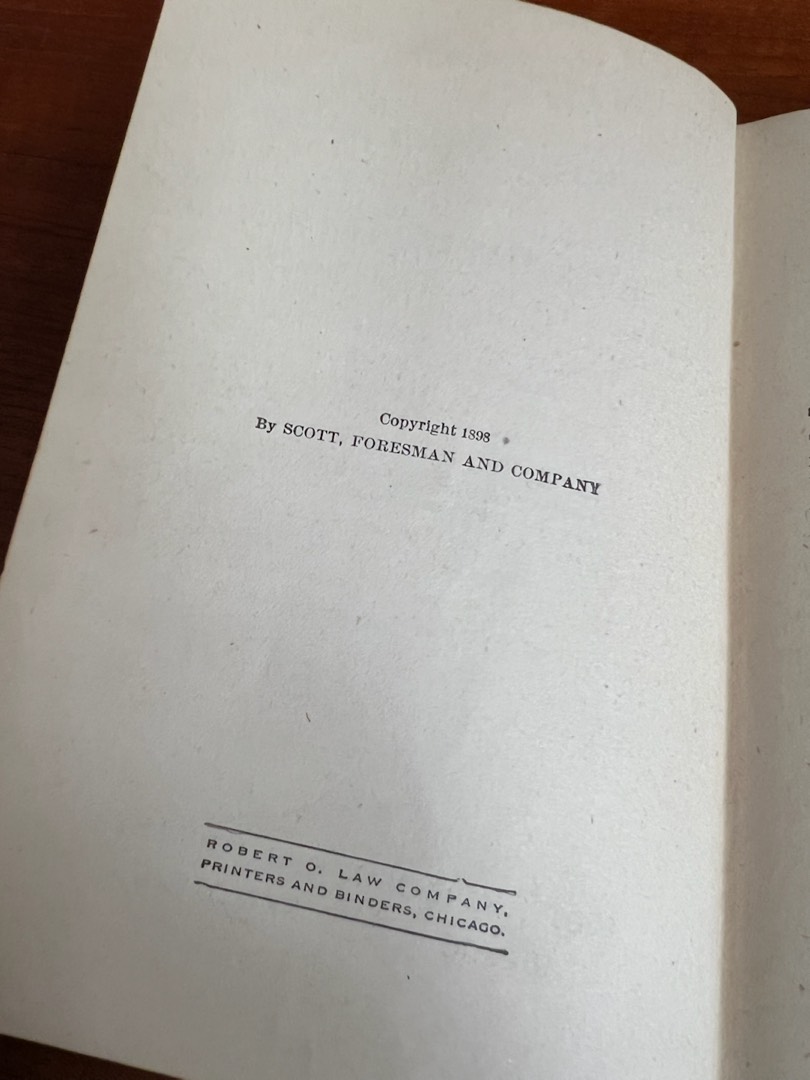 Copyright 1898
By SCOTT, FORESMAN AND COMPANY
ROBERT O. LAW COMPANY,
PRINTERS AND BINDERS, CHICAGO.